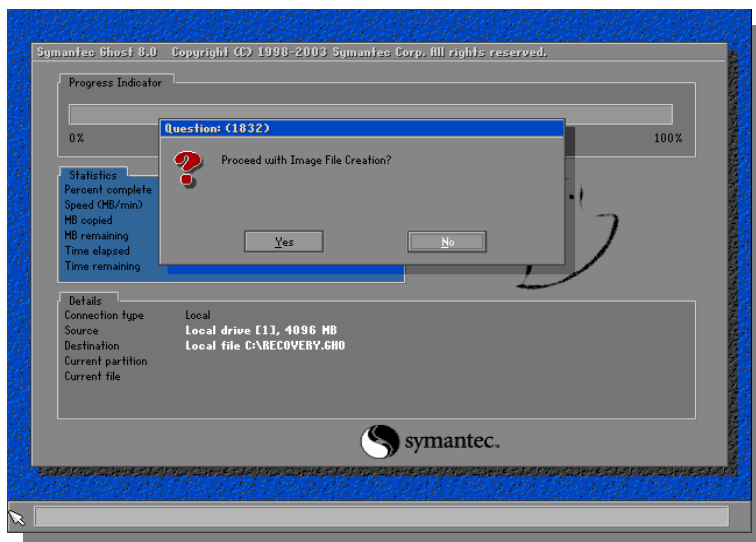 Symantec Ghost 8.0   Copyright (C) 1998-2003 Symantec Corp. All rights reserved.
Progress Indicator
0%
100%
Question: (1832)
Proceed with Image File Creation?
Yes
No
Statistics
Percent complete
Speed (MB/min)
MB copied
MB remaining
Time elapsed
Time remaining
Details
Connection type Local
Source Local drive [1], 4096 MB
Destination Local file C:\RECOVERY.GHO
Current partition
Current file
symantec.